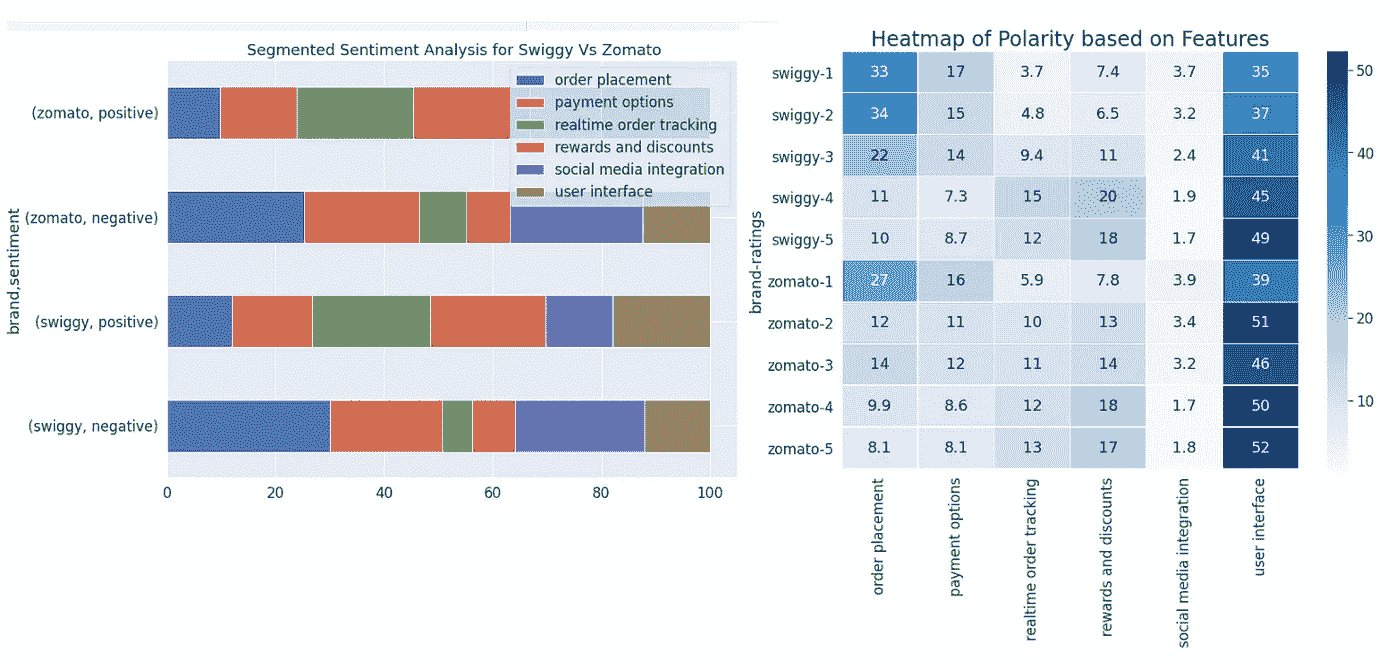 Segmented Sentiment Analysis for Swiggy Vs Zomato
order placement
payment options
realtime order tracking
rewards and discounts
social media integration
user interface
brand,sentiment
(zomato, positive)
(zomato, negative)
(swiggy, positive)
(swiggy, negative)
0 20 40 60 80 100
Heatmap of Polarity based on Features
brand-ratings
swiggy-1 33 17 3.7 7.4 3.7 35
swiggy-2 34 15 4.8 6.5 3.2 37
swiggy-3 22 14 9.4 11 2.4 41
swiggy-4 11 7.3 15 20 1.9 45
swiggy-5 10 8.7 12 18 1.7 49
zomato-1 27 16 5.9 7.8 3.9 39
zomato-2 12 11 10 13 3.4 51
zomato-3 14 12 11 14 3.2 46
zomato-4 9.9 8.6 12 18 1.7 50
zomato-5 8.1 8.1 13 17 1.8 52
order placement
payment options
realtime order tracking
rewards and discounts
social media integration
user interface
50
40
30
20
10